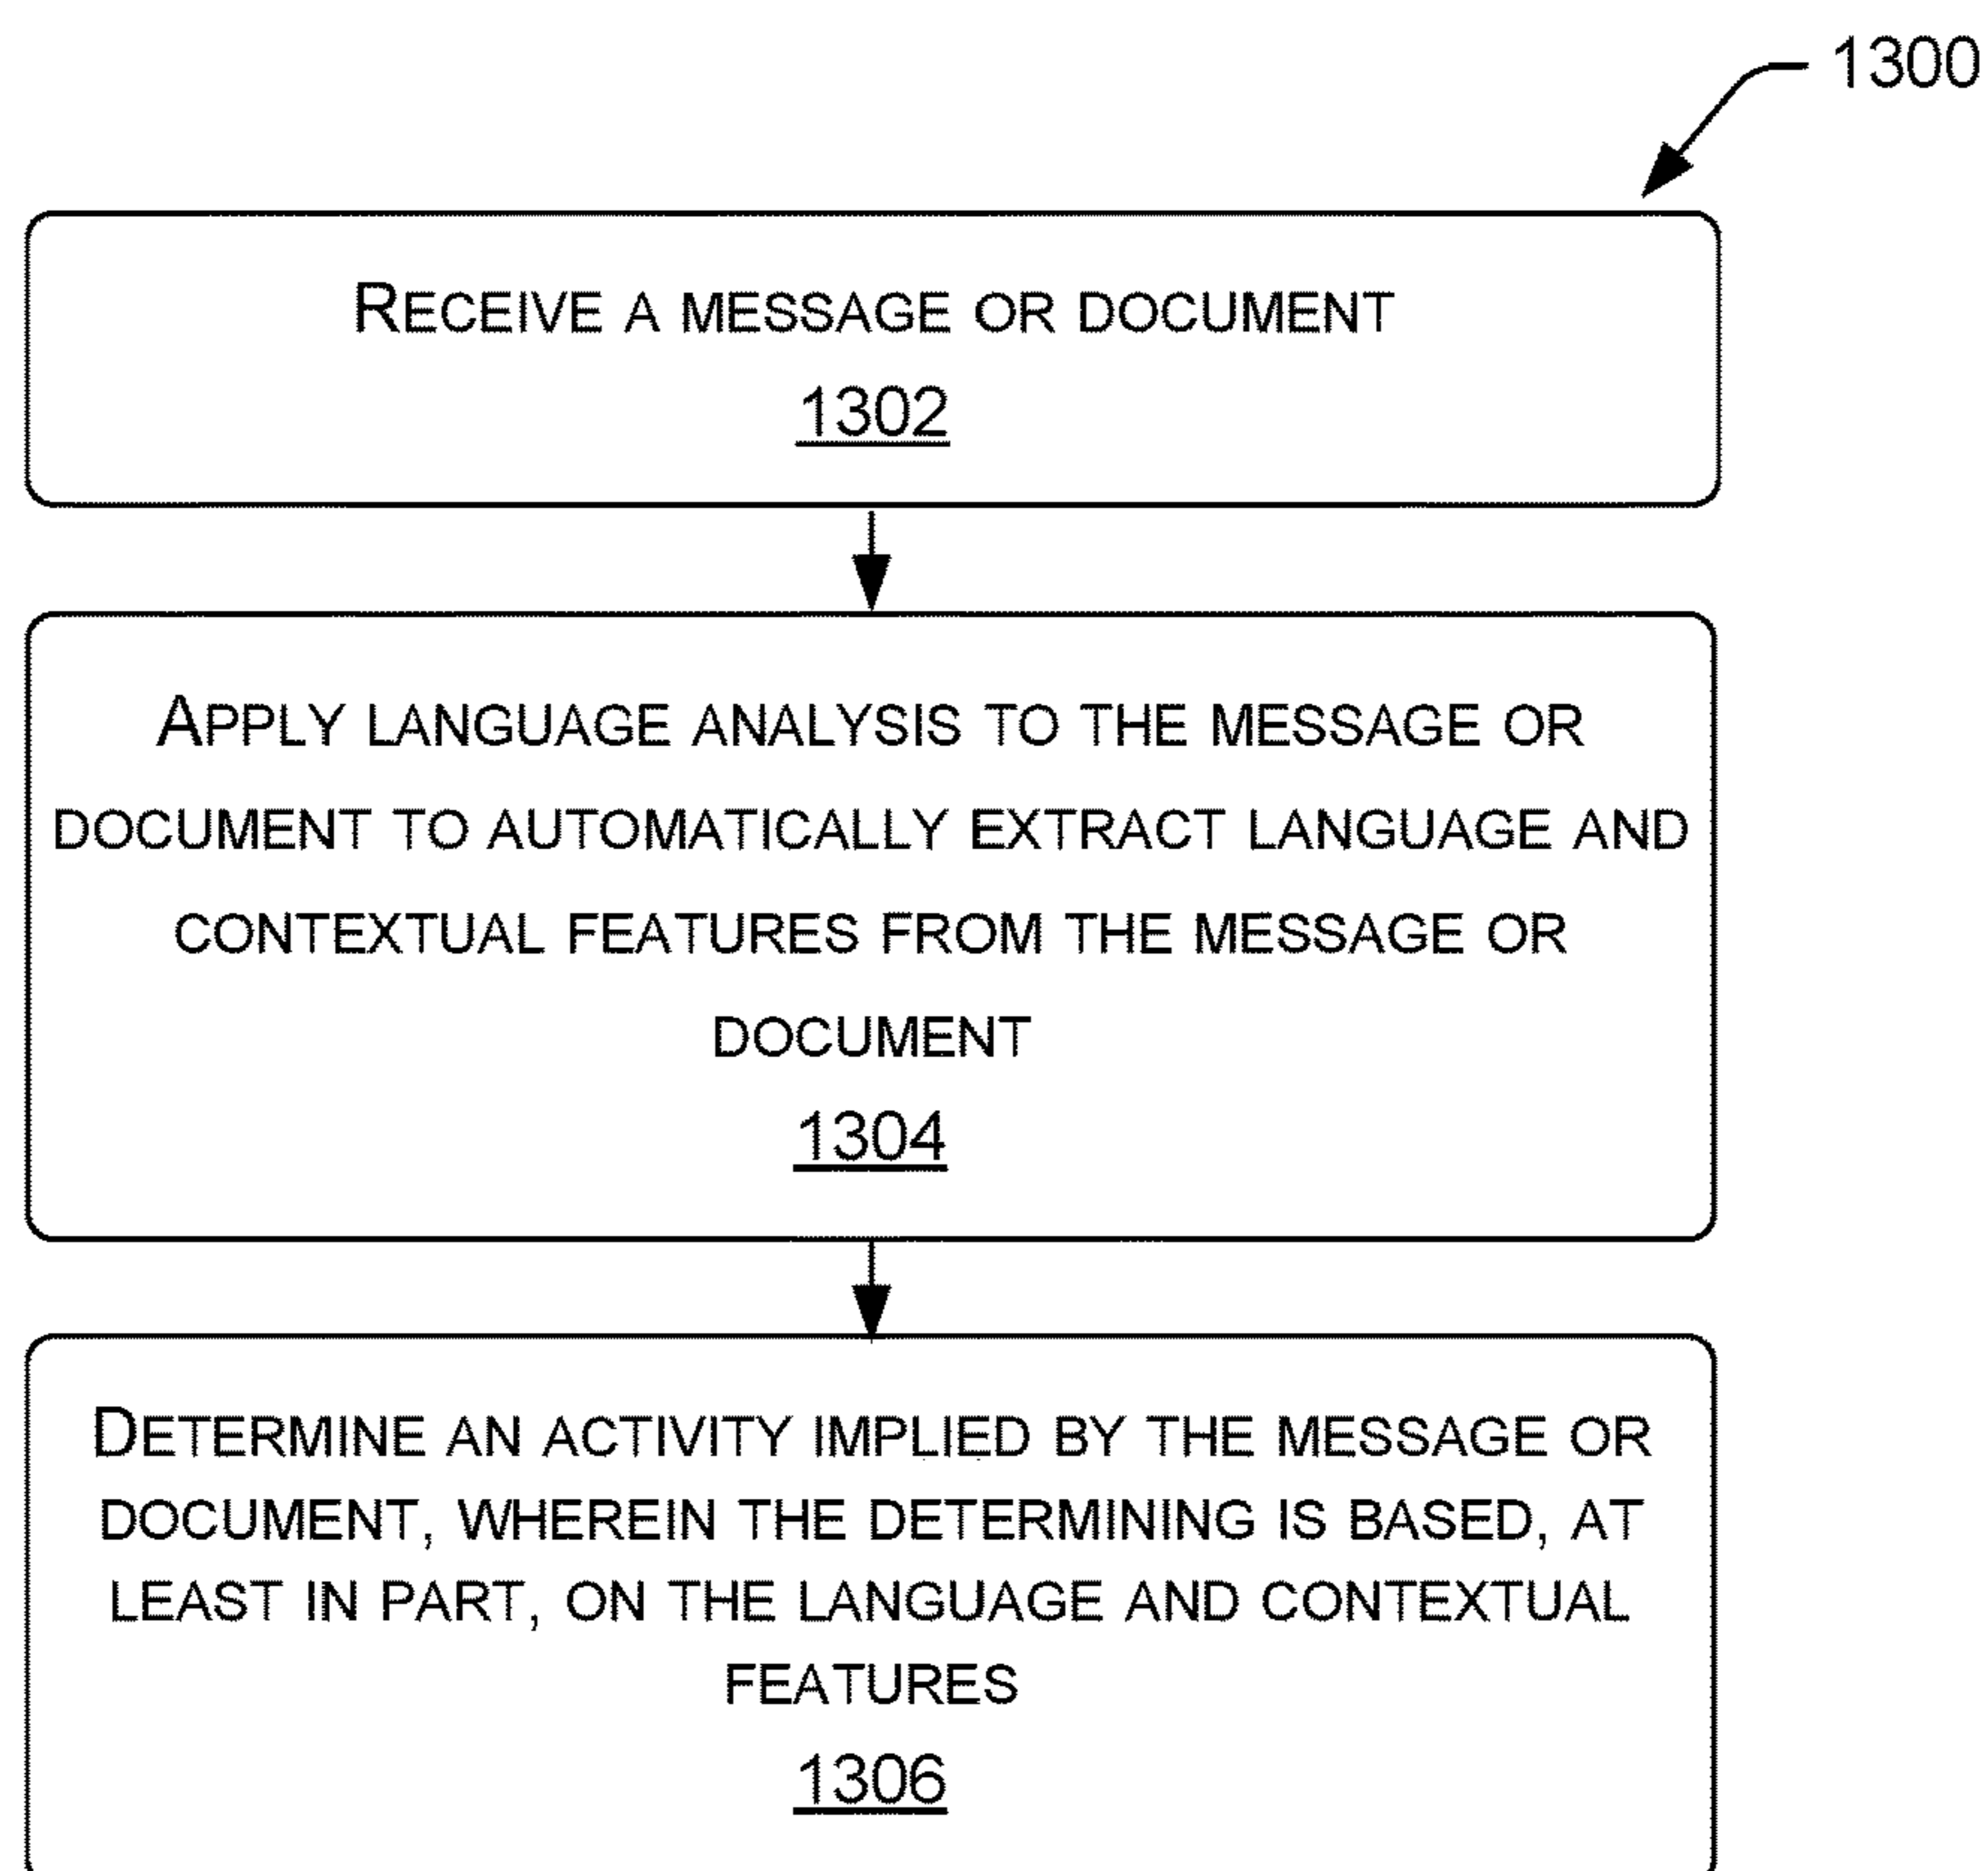 1300
RECEIVE A MESSAGE OR DOCUMENT
1302
APPLY LANGUAGE ANALYSIS TO THE MESSAGE OR
DOCUMENT TO AUTOMATICALLY EXTRACT LANGUAGE AND
CONTEXTUAL FEATURES FROM THE MESSAGE OR
DOCUMENT
1304
DETERMINE AN ACTIVITY IMPLIED BY THE MESSAGE OR
DOCUMENT, WHEREIN THE DETERMINING IS BASED, AT
LEAST IN PART, ON THE LANGUAGE AND CONTEXTUAL
FEATURES
1306